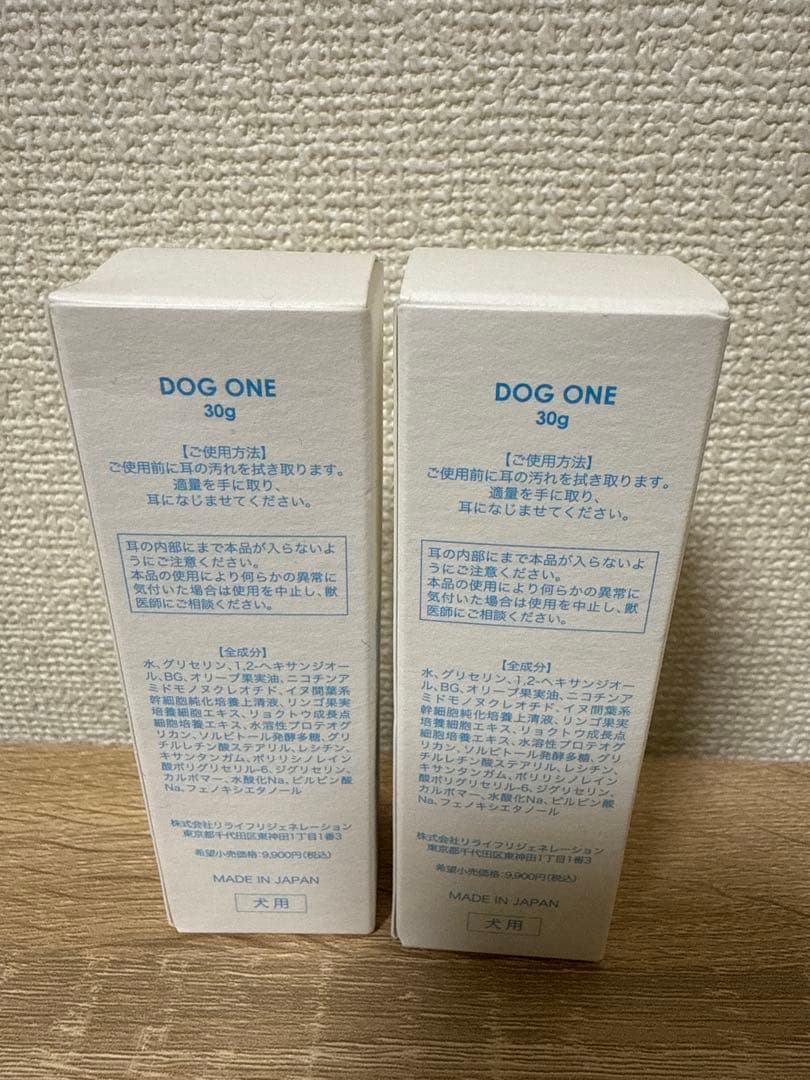 DOG ONE
30g
【ご使用方法】
ご使用前に耳の汚れを拭き取ります。
適量を手に取り、
耳になじませてください。
耳の内部にまで本品が入らないよ
うにご注意ください。
本品の使用により何らかの異常に
気付いた場合は使用を中止し、獣
医師にご相談ください。
【全成分】
水、グリセリン、1,2-ヘキサンジオー
ル、BG、オリーブ果実油、ニコチンア
ミドモノヌクレオチド、イヌ間葉系
幹細胞純化培養上清液、リンゴ果実
培養細胞エキス、リョクトウ成長点
細胞培養エキス、水溶性プロテオグ
リカン、ソルビトール発酵多糖、グリ
チルレチン酸ステアリル、レシチン、
キサンタンガム、ポリリシノレイン
酸ポリグリセリル-6、ジグリセリン、
カルボマー、水酸化Na、ピルビン酸
Na、フェノキシエタノール
株式会社リライフリジェネレーション
東京都千代田区東神田1丁目1番3
希望小売価格:9,900円(税込)
MADE IN JAPAN
犬用
DOG ONE
30g
【ご使用方法】
ご使用前に耳の汚れを拭き取ります。
適量を手に取り、
耳になじませてください。
耳の内部にまで本品が入らないよ
うにご注意ください。
本品の使用により何らかの異常に
気付いた場合は使用を中止し、獣
医師にご相談ください。
【全成分】
水、グリセリン、1,2-ヘキサンジオー
ル、BG、オリーブ果実油、ニコチンア
ミドモノヌクレオチド、イヌ間葉系
幹細胞純化培養上清液、リンゴ果実
培養細胞エキス、リョクトウ成長点
細胞培養エキス、水溶性プロテオグ
リカン、ソルビトール発酵多糖、グリ
チルレチン酸ステアリル、レシチン、
キサンタンガム、ポリリシノレイン
酸ポリグリセリル-6、ジグリセリン、
カルボマー、水酸化Na、ピルビン酸
Na、フェノキシエタノール
株式会社リライフリジェネレーション
東京都千代田区東神田1丁目1番3
希望小売価格:9,900円(税込)
MADE IN JAPAN
犬用